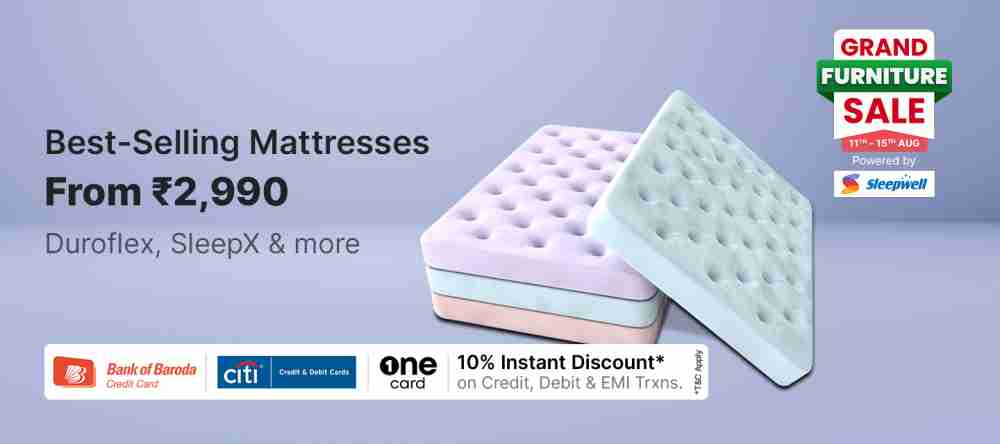 Best-Selling Mattresses
From ₹2,990
Duroflex, SleepX & more
GRAND
FURNITURE
SALE
11TH - 15TH AUG
Powered by
Sleepwell
Bank of Baroda
Credit Card
citi
Credit & Debit Cards
one
card
10% Instant Discount*
on Credit, Debit & EMI Trxns.
*T&C Apply